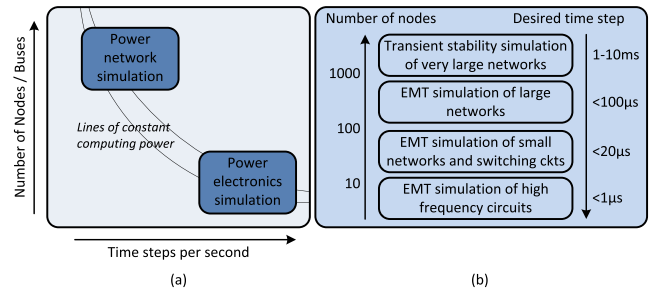 Number of Nodes / Buses
Power
network
simulation
Lines of constant
computing power
Power
electronics
simulation
Time steps per second
(a)
Number of nodes
Desired time step
1000
100
10
Transient stability simulation
of very large networks
EMT simulation of large
networks
EMT simulation of small
networks and switching ckts
EMT simulation of high
frequency circuits
1-10ms
<100µs
<20µs
<1µs
(b)